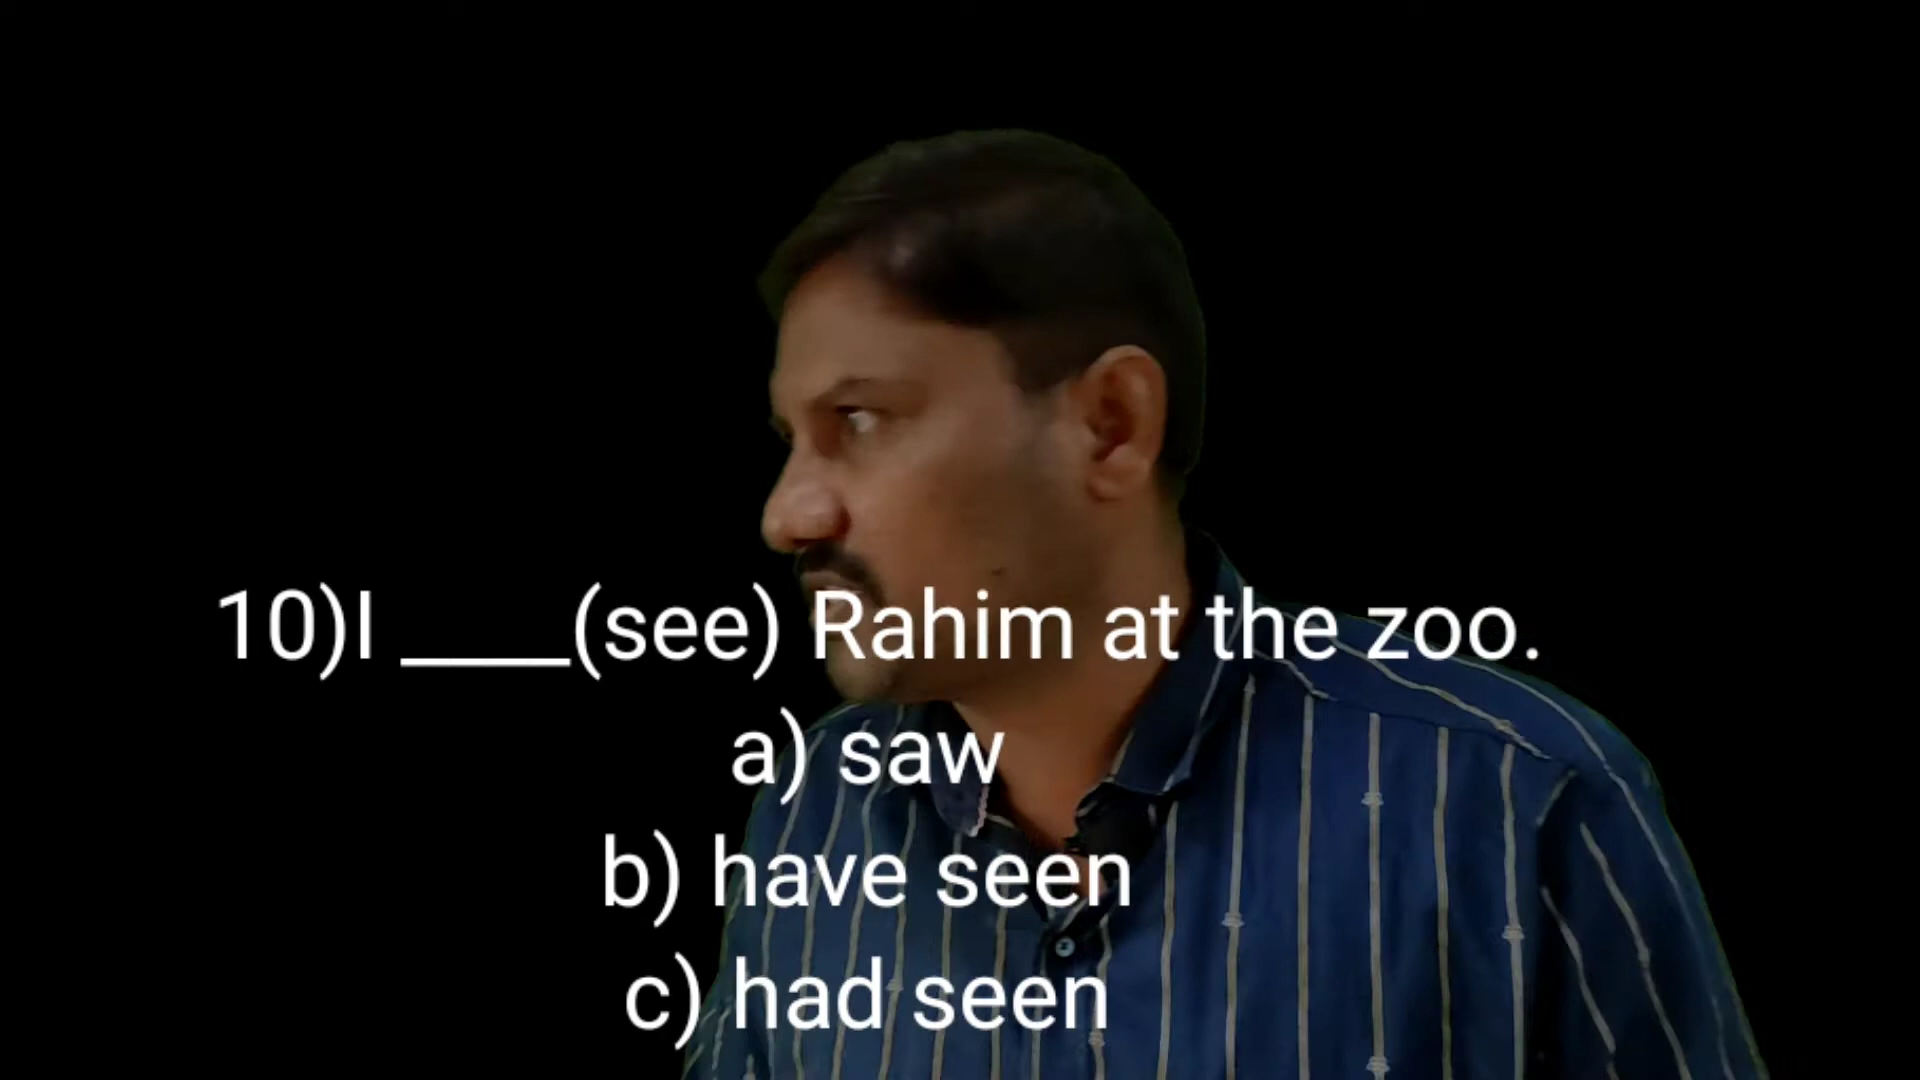 10)I ____(see) Rahim at the zoo.
a) saw
b) have seen
c) had seen